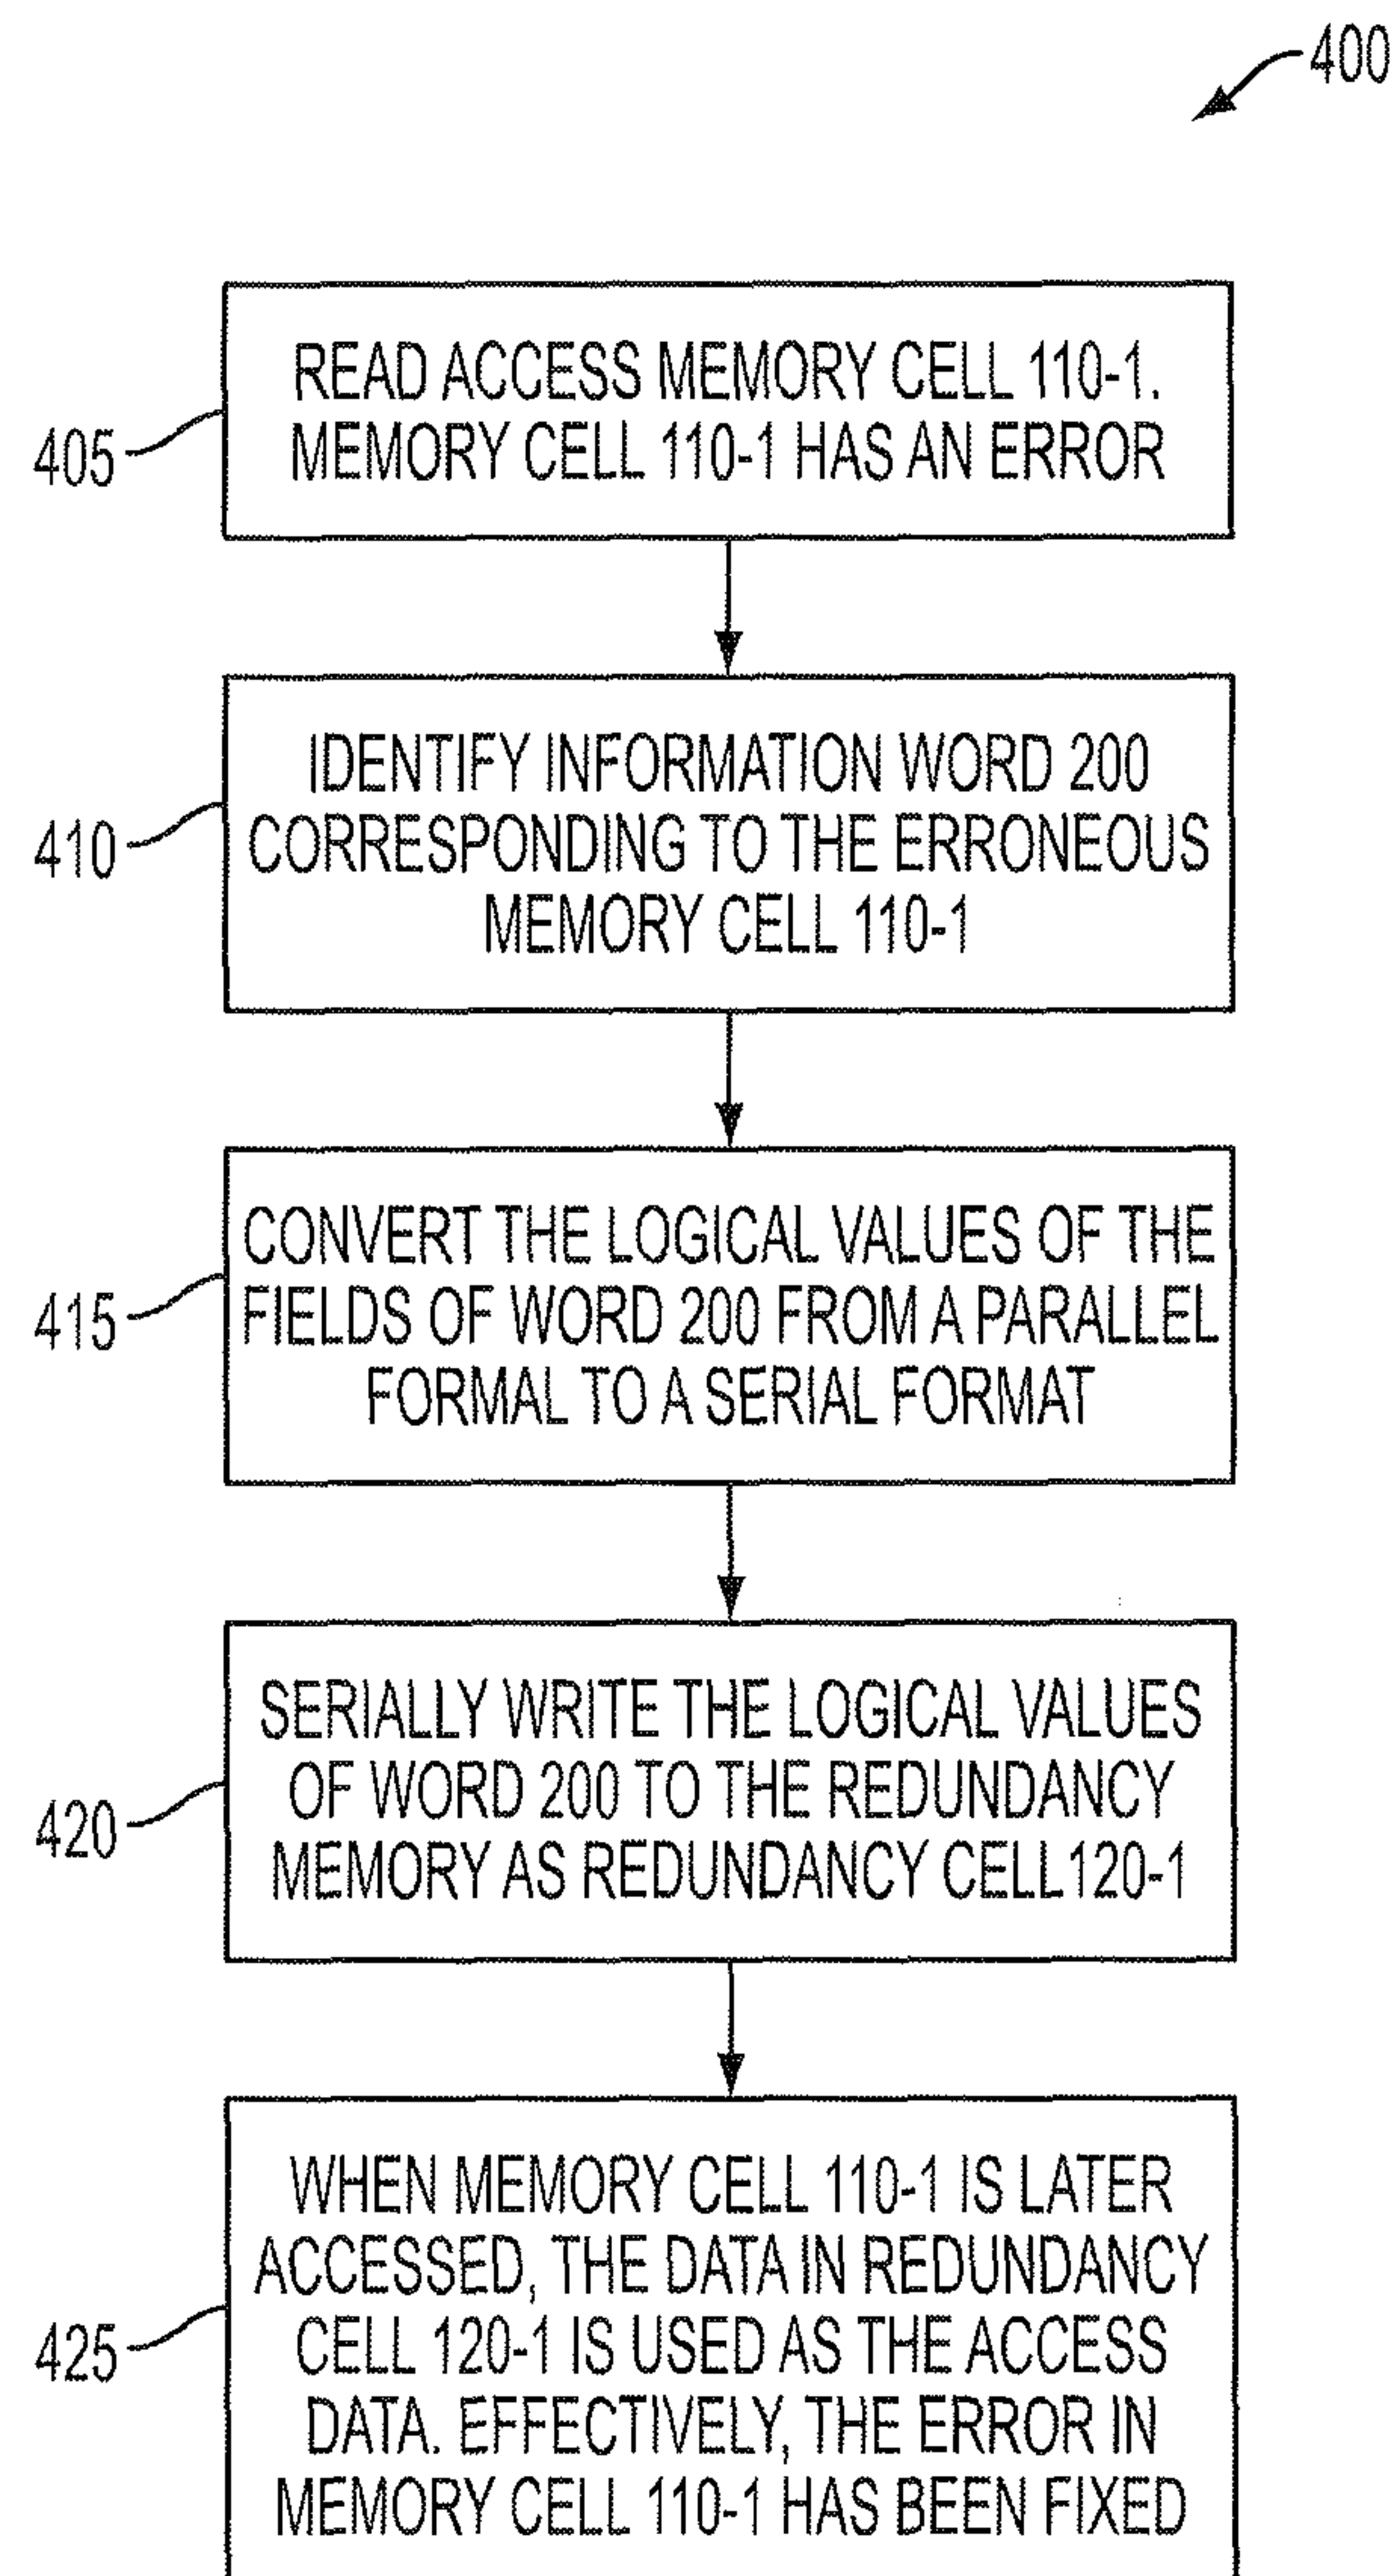 400
READ ACCESS MEMORY CELL 110-1.
MEMORY CELL 110-1 HAS AN ERROR
405
IDENTIFY INFORMATION WORD 200
CORRESPONDING TO THE ERRONEOUS
MEMORY CELL 110-1
410
CONVERT THE LOGICAL VALUES OF THE
FIELDS OF WORD 200 FROM A PARALLEL
FORMAL TO A SERIAL FORMAT
415
SERIALLY WRITE THE LOGICAL VALUES
OF WORD 200 TO THE REDUNDANCY
MEMORY AS REDUNDANCY CELL120-1
420
WHEN MEMORY CELL 110-1 IS LATER
ACCESSED, THE DATA IN REDUNDANCY
CELL 120-1 IS USED AS THE ACCESS
DATA. EFFECTIVELY, THE ERROR IN
MEMORY CELL 110-1 HAS BEEN FIXED
425